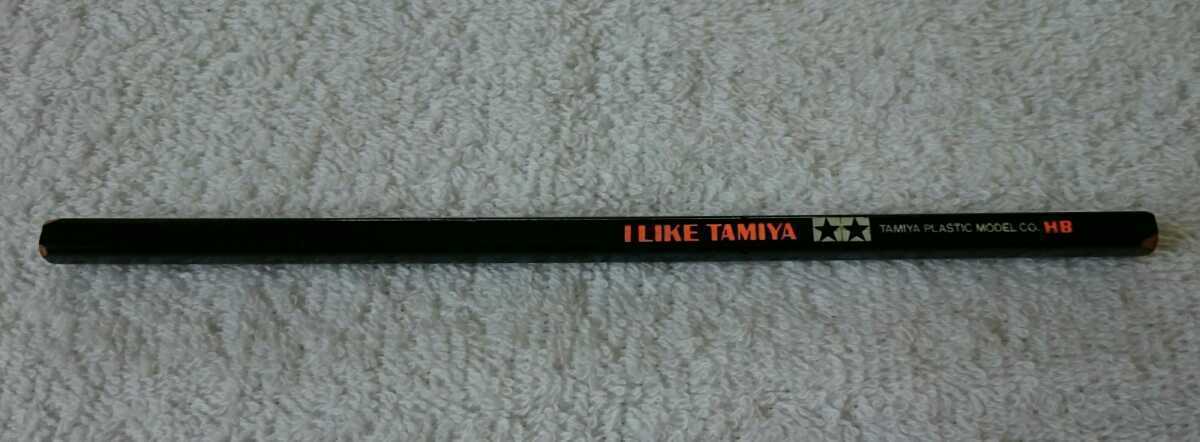 I LIKE TAMIYA ★★ TAMIYA PLASTIC MODEL CO. HB